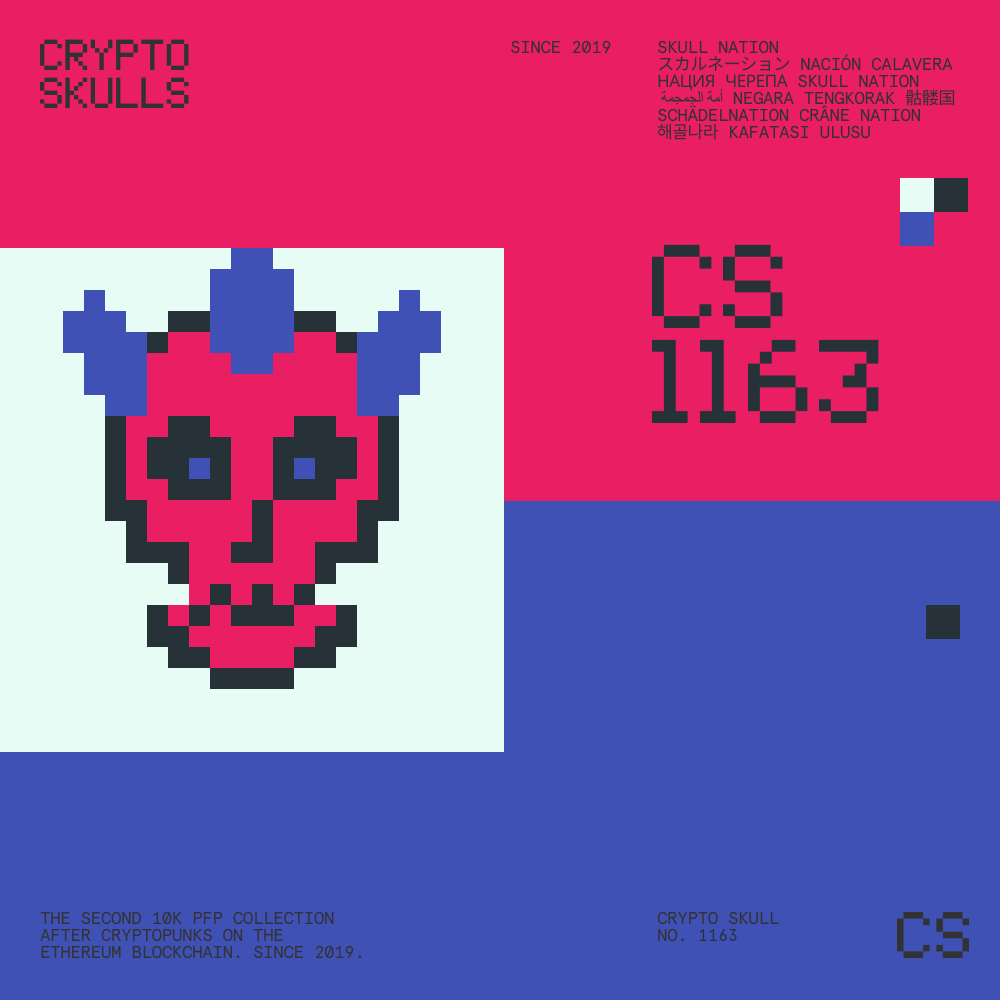 CRYPTO
SKULLS
SINCE 2019
SKULL NATION
スカルネーション NACIÓN CALAVERA
НАЦИЯ ЧЕРЕПА SKULL NATION
أمة الجمجمة NEGARA TENGKORAK 骷髅国
SCHÄDELNATION CRÂNE NATION
해골나라 KAFATASI ULUSU
CS
1163
THE SECOND 10K PFP COLLECTION
AFTER CRYPTOPUNKS ON THE
ETHEREUM BLOCKCHAIN. SINCE 2019.
CRYPTO SKULL
NO. 1163
CS